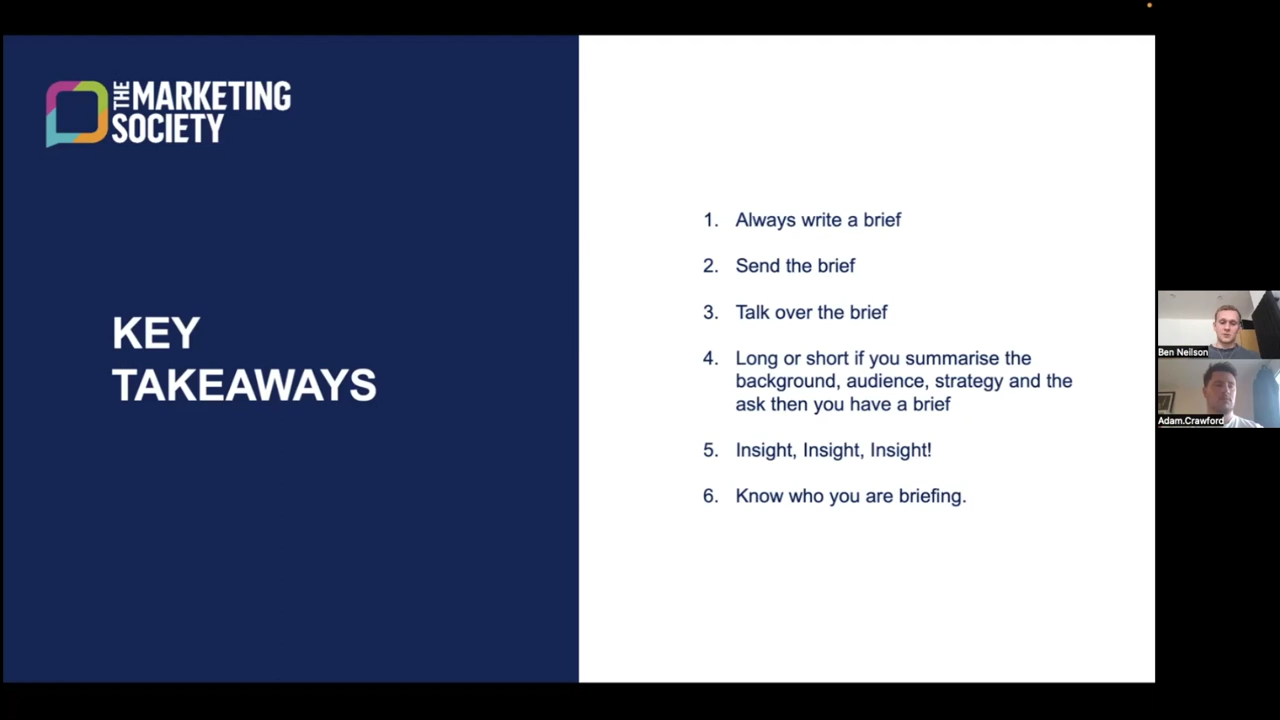 THE MARKETING
SOCIETY
KEY
TAKEAWAYS
1. Always write a brief
2. Send the brief
3. Talk over the brief
4. Long or short if you summarise the
background, audience, strategy and the
ask then you have a brief
5. Insight, Insight, Insight!
6. Know who you are briefing.
Ben Neilson
Adam.Crawford